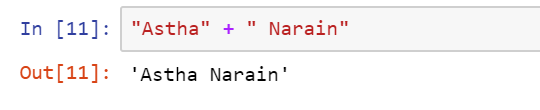 In [11]: "Astha" + " Narain"
Out[11]: 'Astha Narain'